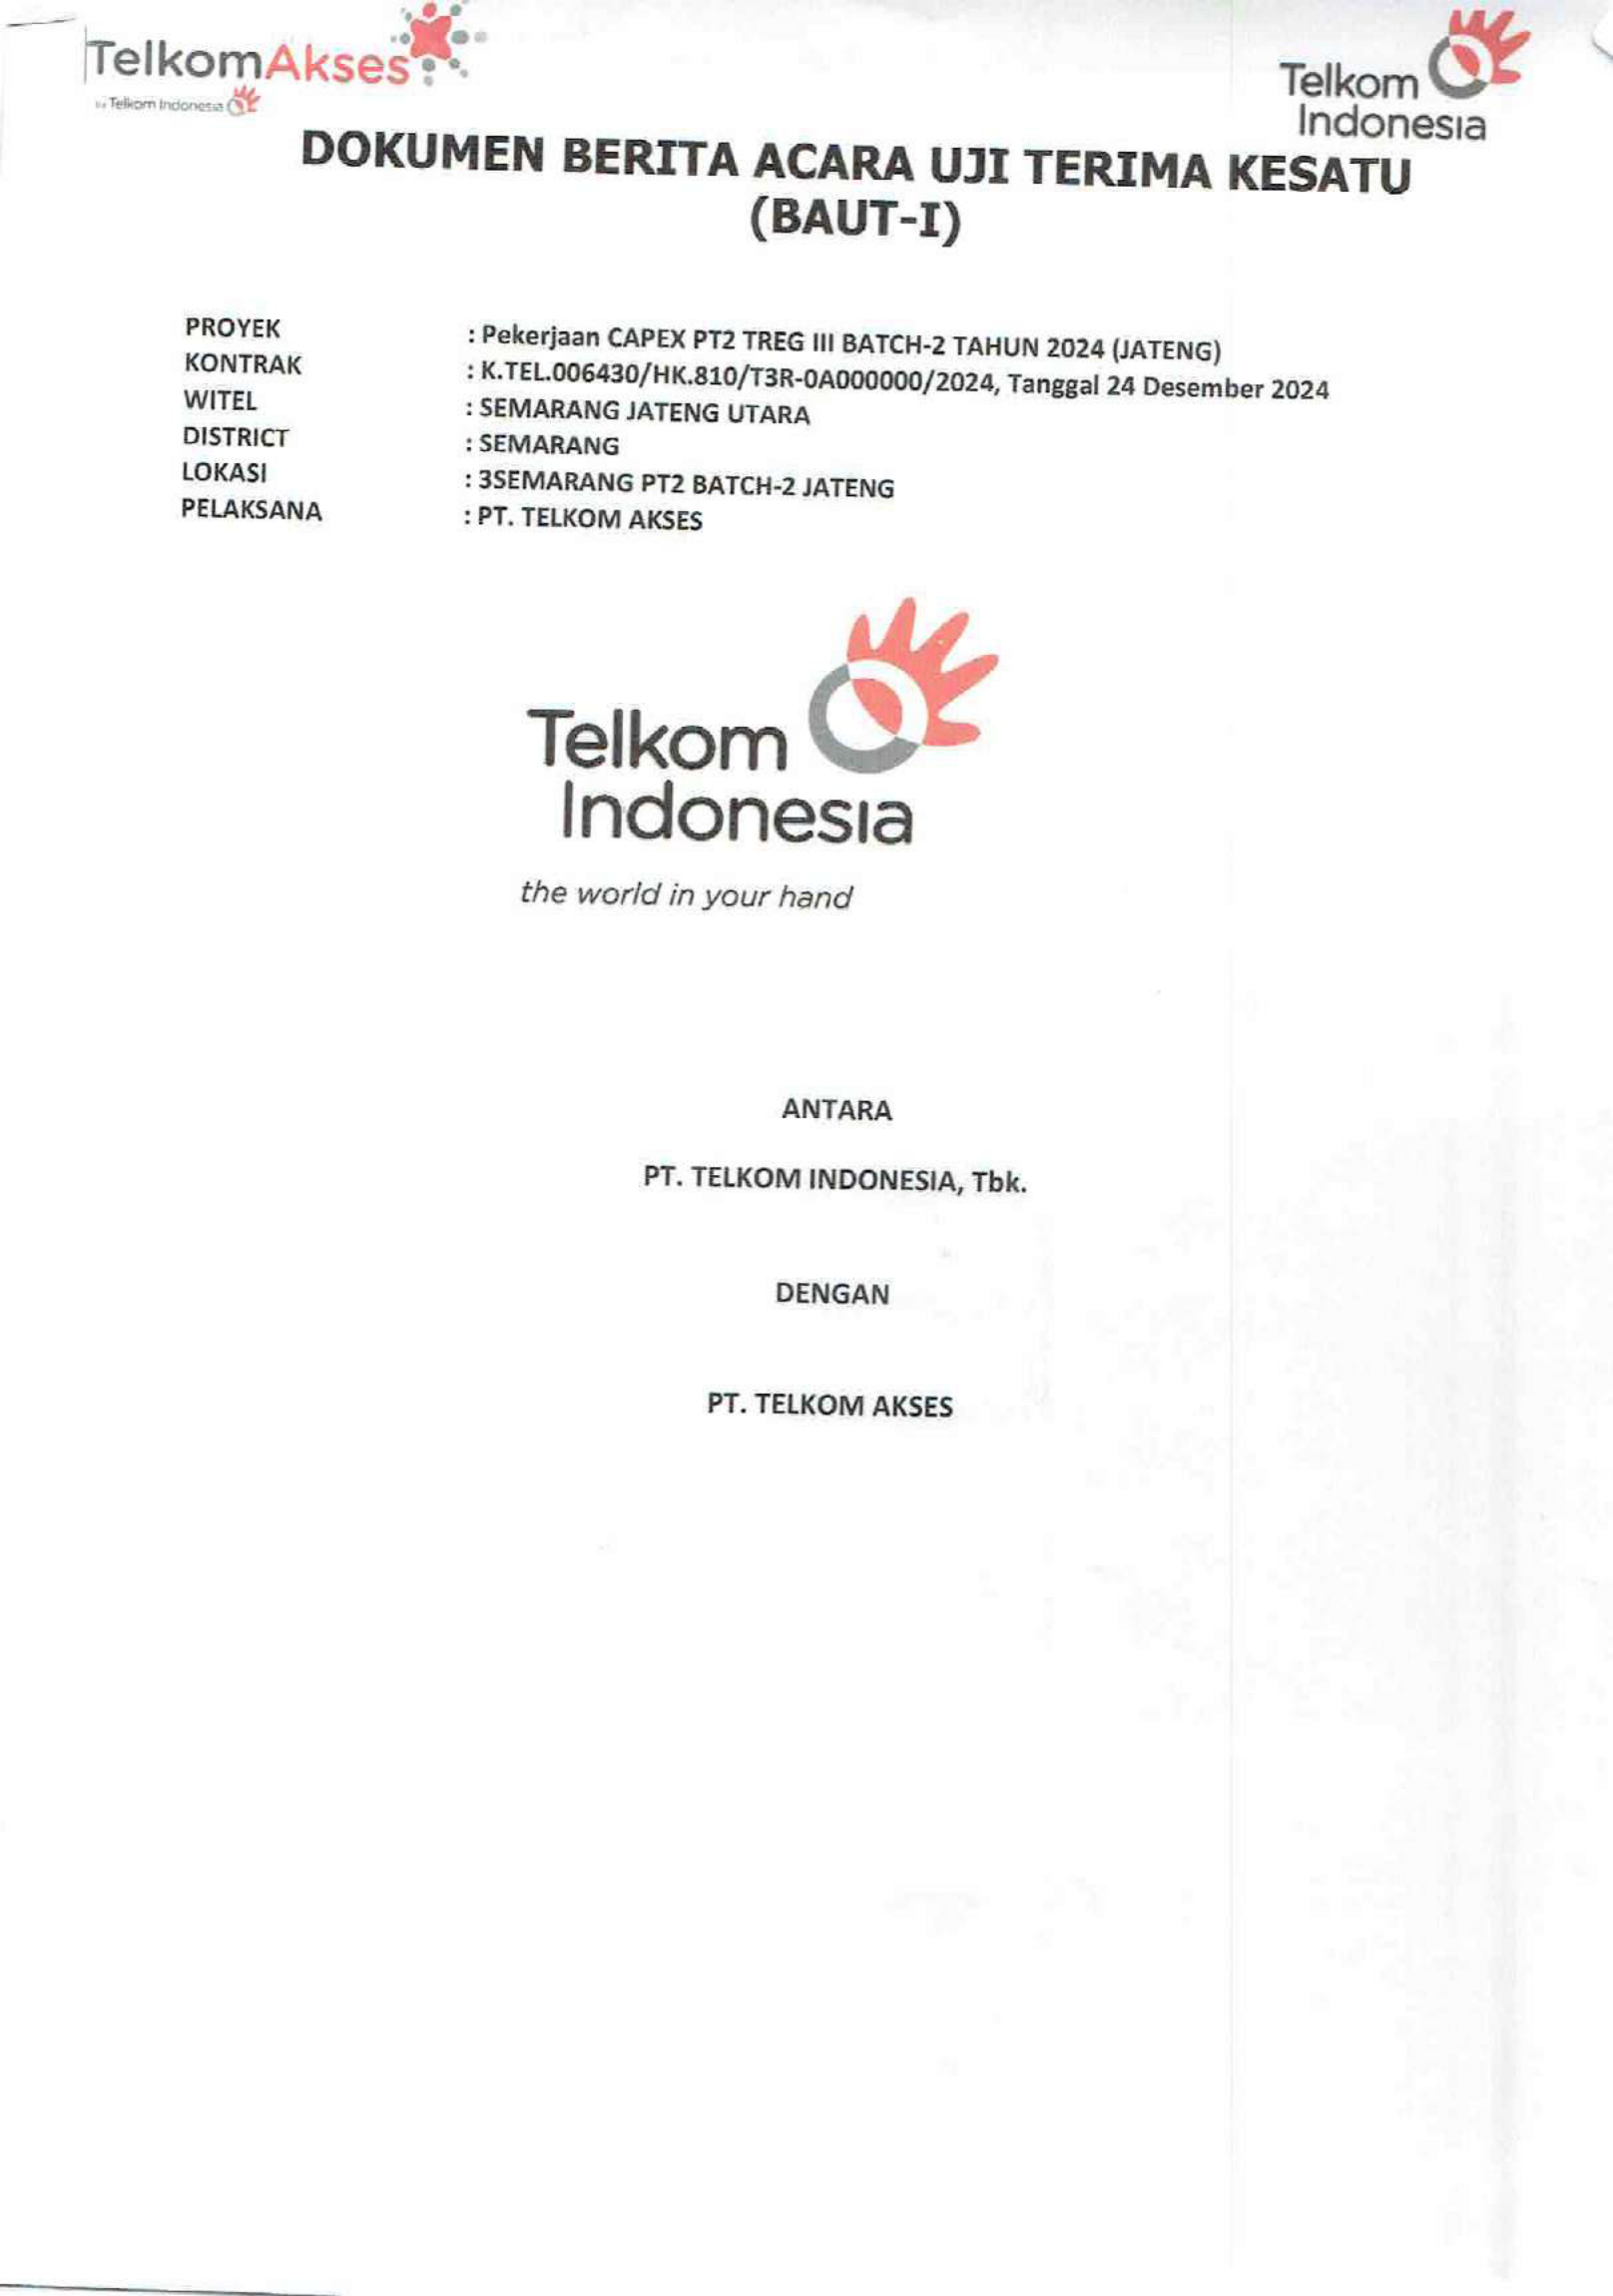 TelkomAkses
by Telkom Indonesia
Telkom
Indonesia
DOKUMEN BERITA ACARA UJI TERIMA KESATU
(BAUT-I)
PROYEK : Pekerjaan CAPEX PT2 TREG III BATCH-2 TAHUN 2024 (JATENG)
KONTRAK : K.TEL.006430/HK.810/T3R-0A000000/2024, Tanggal 24 Desember 2024
WITEL : SEMARANG JATENG UTARA
DISTRICT : SEMARANG
LOKASI : 3SEMARANG PT2 BATCH-2 JATENG
PELAKSANA : PT. TELKOM AKSES
Telkom
Indonesia
the world in your hand
ANTARA
PT. TELKOM INDONESIA, Tbk.
DENGAN
PT. TELKOM AKSES